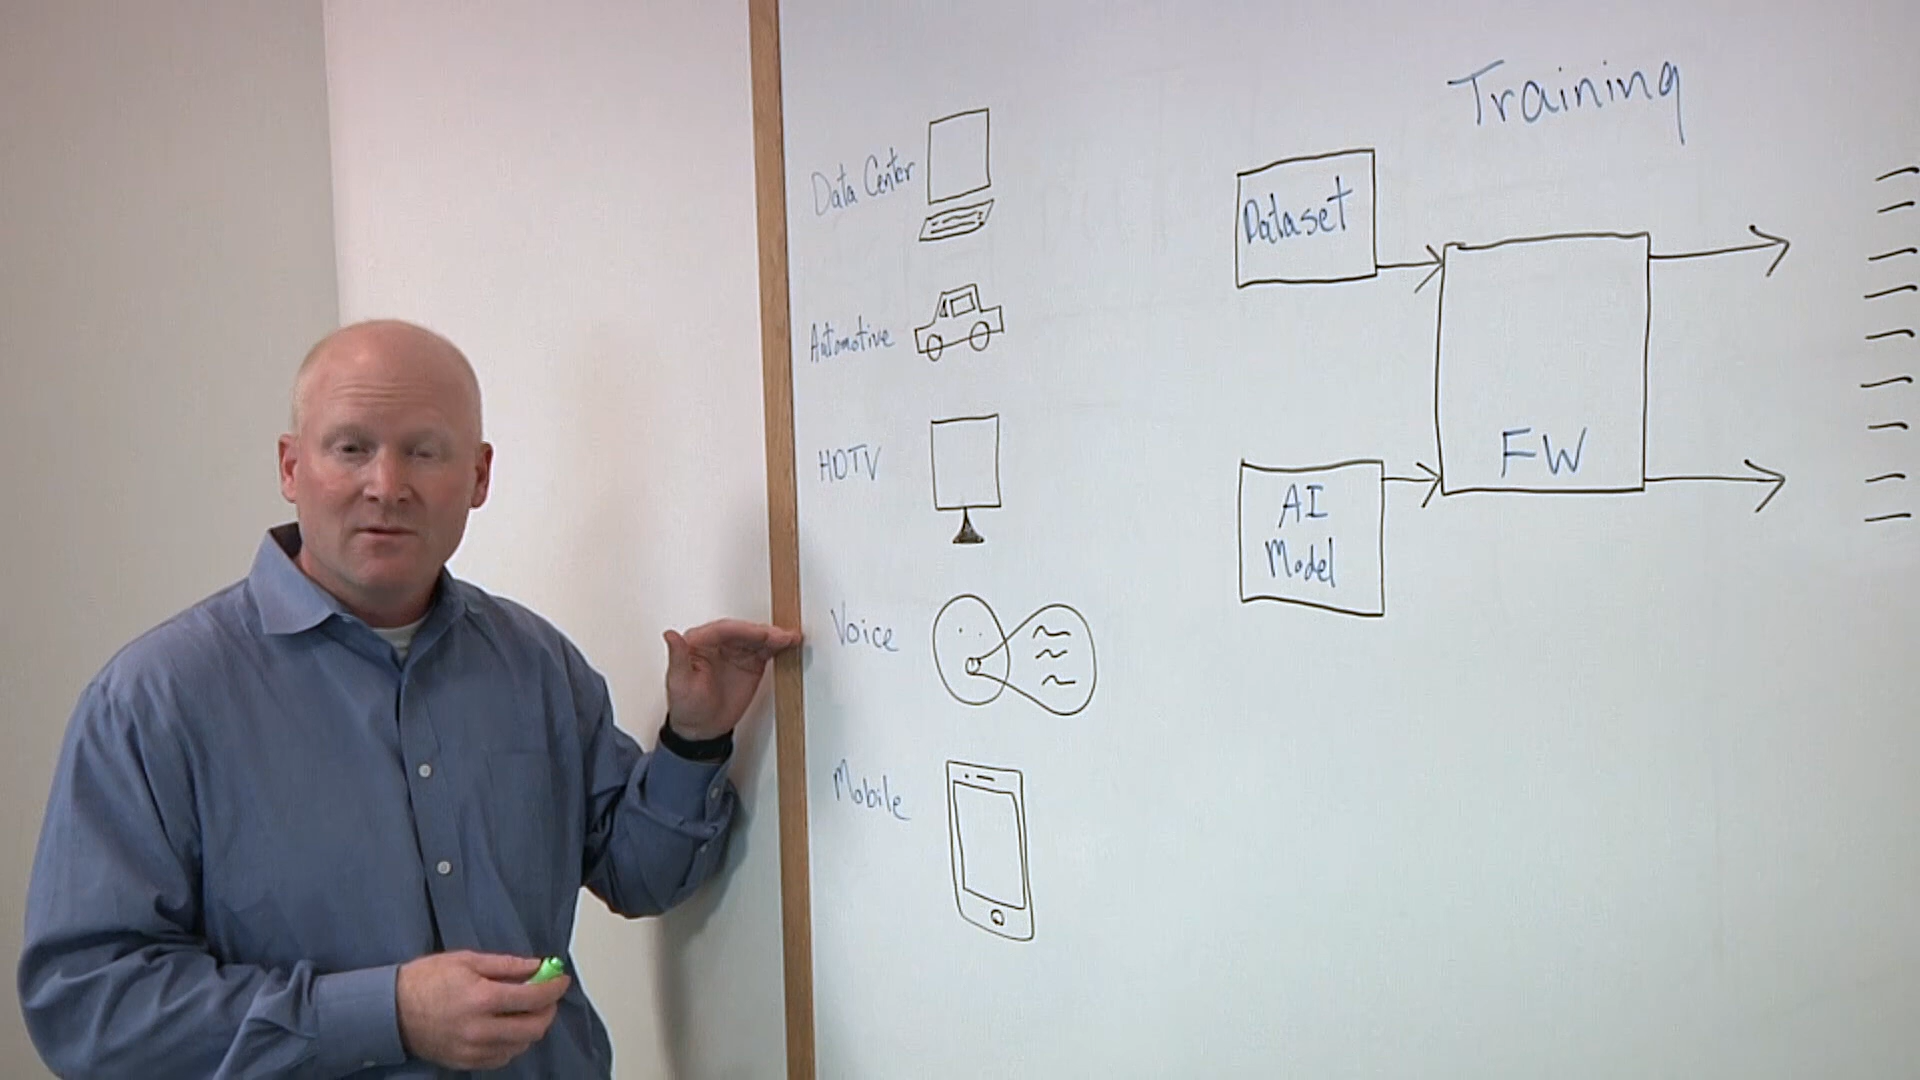 Data Center
Automotive
HDTV
Voice
Mobile
Training
Dataset
AI
Model
FW